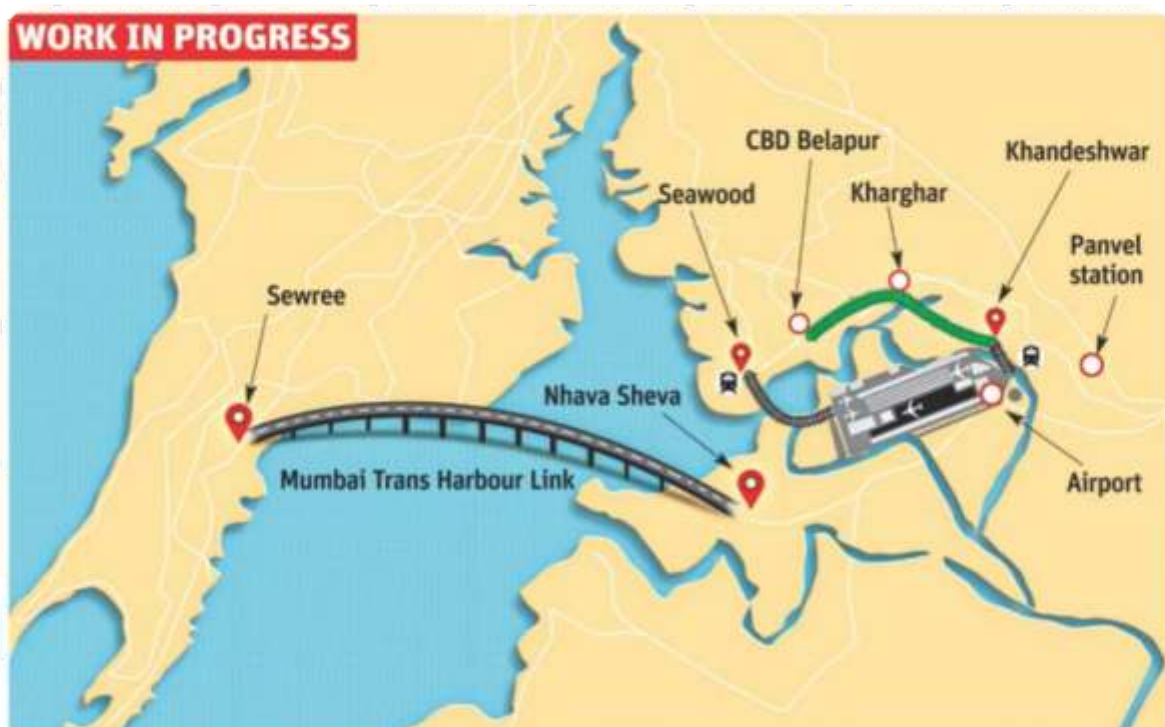 WORK IN PROGRESS
CBD Belapur
Khandeshwar
Seawood
Kharghar
Panvel
station
Sewree
Nhava Sheva
Mumbai Trans Harbour Link
Airport